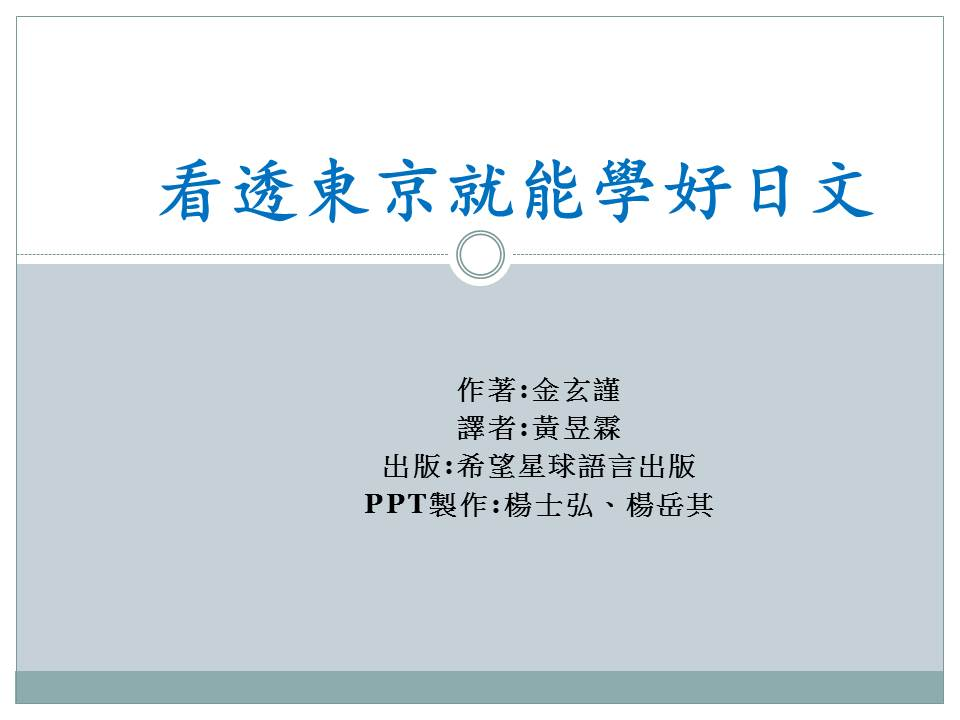 看透東京就能學好日文
作著:金玄謹
譯者:黃昱霖
出版:希望星球語言出版
PPT製作:楊士弘、楊岳其